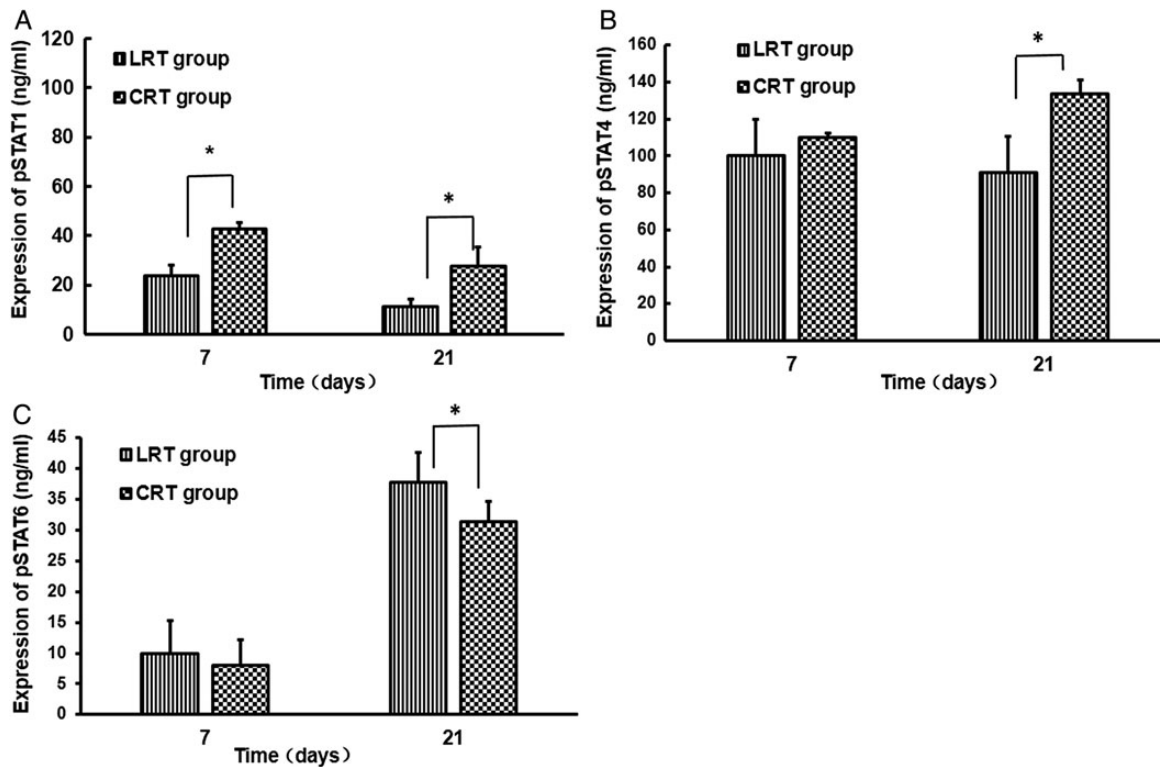 A
Expression of pSTAT1 (ng/ml)
120
100
80
60
40
20
0
LRT group
CRT group
*
*
7
21
Time（days）
B
Expression of pSTAT4 (ng/ml)
160
140
120
100
80
60
40
20
0
LRT group
CRT group
*
7
21
Time（days）
C
Expression of pSTAT6 (ng/ml)
45
40
35
30
25
20
15
10
5
0
LRT group
CRT group
*
7
21
Time（days）